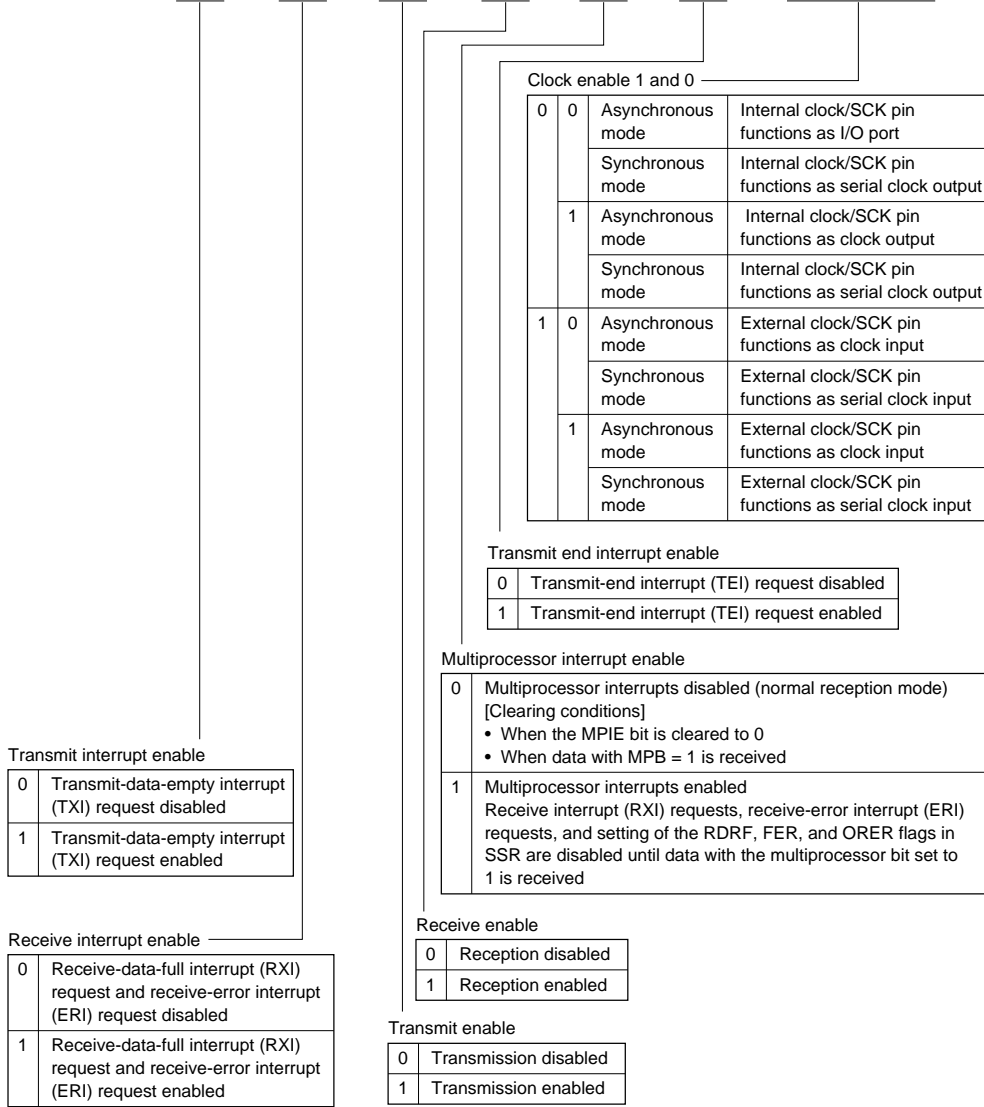 Clock enable 1 and 0
0 0 Asynchronous mode Internal clock/SCK pin functions as I/O port
Synchronous mode Internal clock/SCK pin functions as serial clock output
1 Asynchronous mode Internal clock/SCK pin functions as clock output
Synchronous mode Internal clock/SCK pin functions as serial clock output
1 0 Asynchronous mode External clock/SCK pin functions as clock input
Synchronous mode External clock/SCK pin functions as serial clock input
1 Asynchronous mode External clock/SCK pin functions as clock input
Synchronous mode External clock/SCK pin functions as serial clock input
Transmit end interrupt enable
0 Transmit-end interrupt (TEI) request disabled
1 Transmit-end interrupt (TEI) request enabled
Multiprocessor interrupt enable
0 Multiprocessor interrupts disabled (normal reception mode)
[Clearing conditions]
• When the MPIE bit is cleared to 0
• When data with MPB = 1 is received
1 Multiprocessor interrupts enabled
Receive interrupt (RXI) requests, receive-error interrupt (ERI)
requests, and setting of the RDRF, FER, and ORER flags in
SSR are disabled until data with the multiprocessor bit set to
1 is received
Transmit interrupt enable
0 Transmit-data-empty interrupt
(TXI) request disabled
1 Transmit-data-empty interrupt
(TXI) request enabled
Receive enable
0 Reception disabled
1 Reception enabled
Receive interrupt enable
0 Receive-data-full interrupt (RXI)
request and receive-error interrupt
(ERI) request disabled
1 Receive-data-full interrupt (RXI)
request and receive-error interrupt
(ERI) request enabled
Transmit enable
0 Transmission disabled
1 Transmission enabled